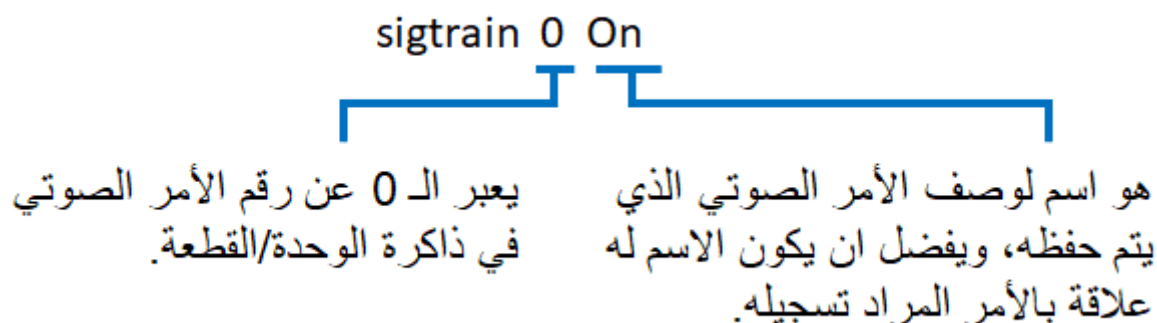 sigtrain 0 On
هو اسم لوصف الأمر الصوتي الذي
يتم حفظه، ويفضل ان يكون الاسم له
علاقة بالأمر المراد تسجيله.
يعبر الـ 0 عن رقم الأمر الصوتي
في ذاكرة الوحدة/القطعة.